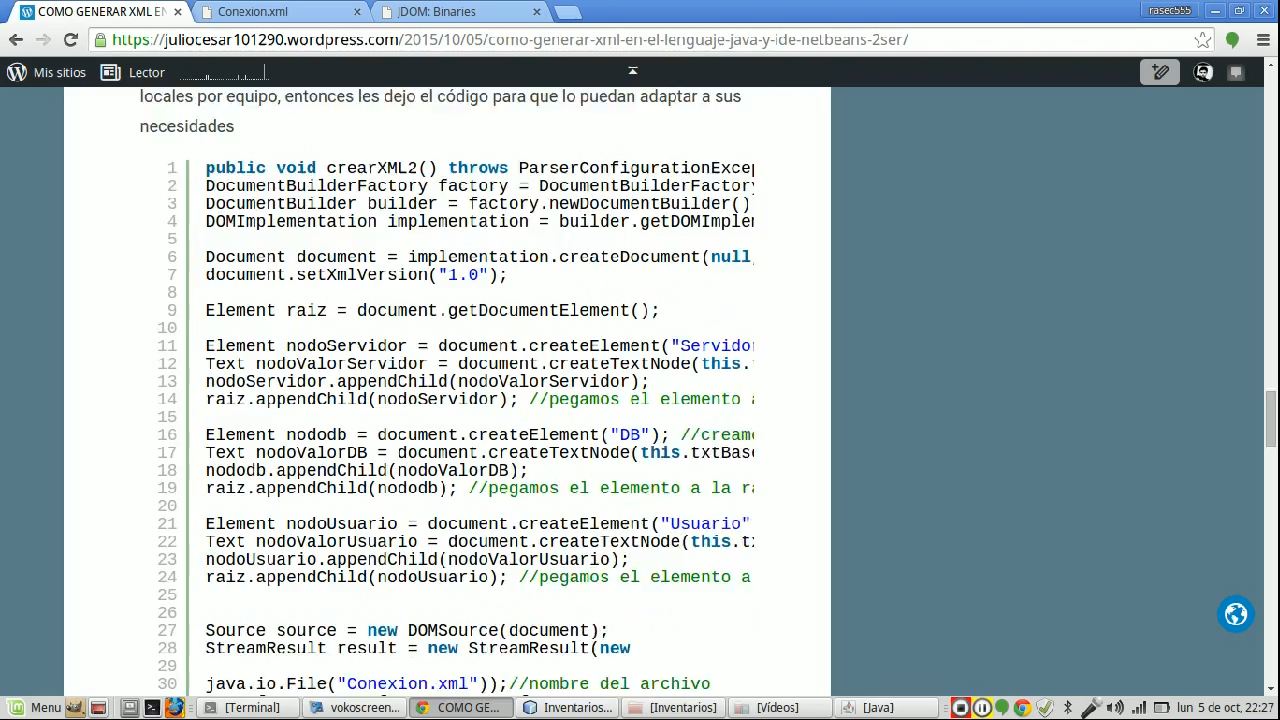 COMO GENERAR XML EN
Conexion.xml
JDOM: Binaries
rasec555
https://juliocesar101290.wordpress.com/2015/10/05/como-generar-xml-en-el-lenguaje-java-y-ide-netbeans-2ser/
Mis sitios
Lector
locales por equipo, entonces les dejo el código para que lo puedan adaptar a sus
necesidades
1 public void crearXML2() throws ParserConfigurationExcep
2 DocumentBuilderFactory factory = DocumentBuilderFactory
3 DocumentBuilder builder = factory.newDocumentBuilder()
4 DOMImplementation implementation = builder.getDOMImplem
5
6 Document document = implementation.createDocument(null,
7 document.setXmlVersion("1.0");
8
9 Element raiz = document.getDocumentElement();
10
11 Element nodoServidor = document.createElement("Servidor
12 Text nodoValorServidor = document.createTextNode(this.t
13 nodoServidor.appendChild(nodoValorServidor);
14 raiz.appendChild(nodoServidor); //pegamos el elemento a
15
16 Element nododb = document.createElement("DB"); //creamo
17 Text nodoValorDB = document.createTextNode(this.txtBase
18 nododb.appendChild(nodoValorDB);
19 raiz.appendChild(nododb); //pegamos el elemento a la ra
20
21 Element nodoUsuario = document.createElement("Usuario"
22 Text nodoValorUsuario = document.createTextNode(this.tx
23 nodoUsuario.appendChild(nodoValorUsuario);
24 raiz.appendChild(nodoUsuario); //pegamos el elemento a
25
26
27 Source source = new DOMSource(document);
28 StreamResult result = new StreamResult(new
29
30 java.io.File("Conexion.xml"));//nombre del archivo
Menu
[Terminal]
vokoscreen...
COMO GE...
Inventarios...
[Inventarios]
[Vídeos]
[Java]
lun 5 de oct, 22:27